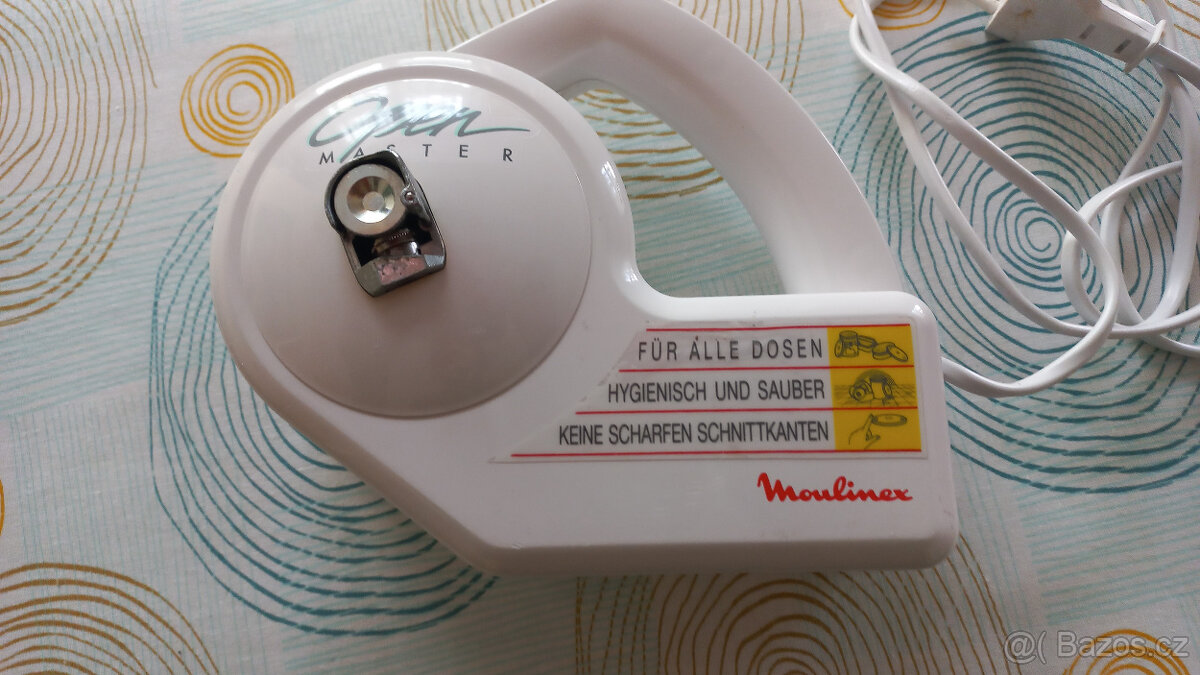 Open
MASTER
FÜR ALLE DOSEN
HYGIENISCH UND SAUBER
KEINE SCHARFEN SCHNITTKANTEN
Moulinex
@( Bazos.cz